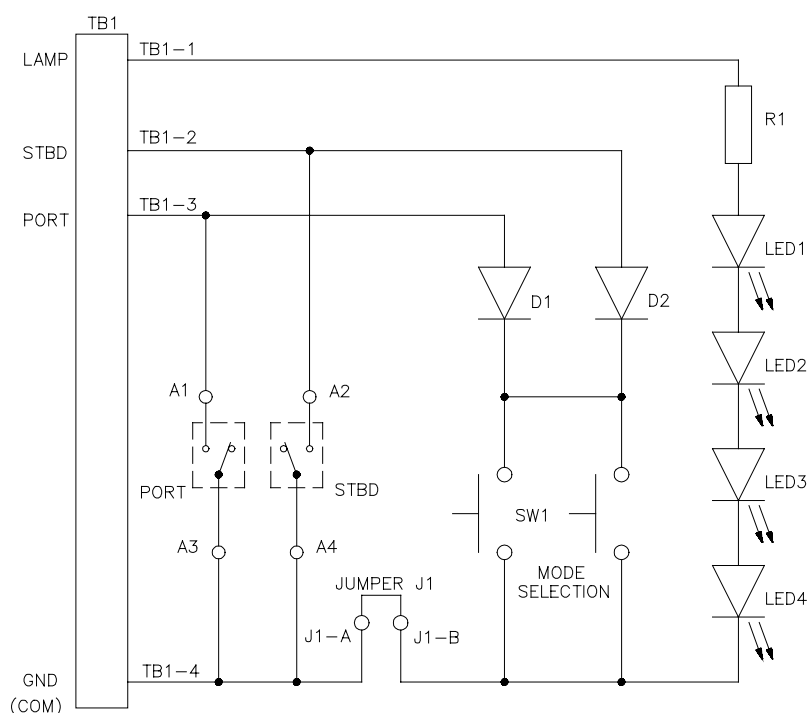 TB1
LAMP
TB1-1
R1
STBD
TB1-2
PORT
TB1-3
LED1
D1
D2
LED2
A1
A2
LED3
PORT
STBD
SW1
A3
A4
MODE
SELECTION
JUMPER J1
LED4
J1-A
J1-B
GND
(COM)
TB1-4